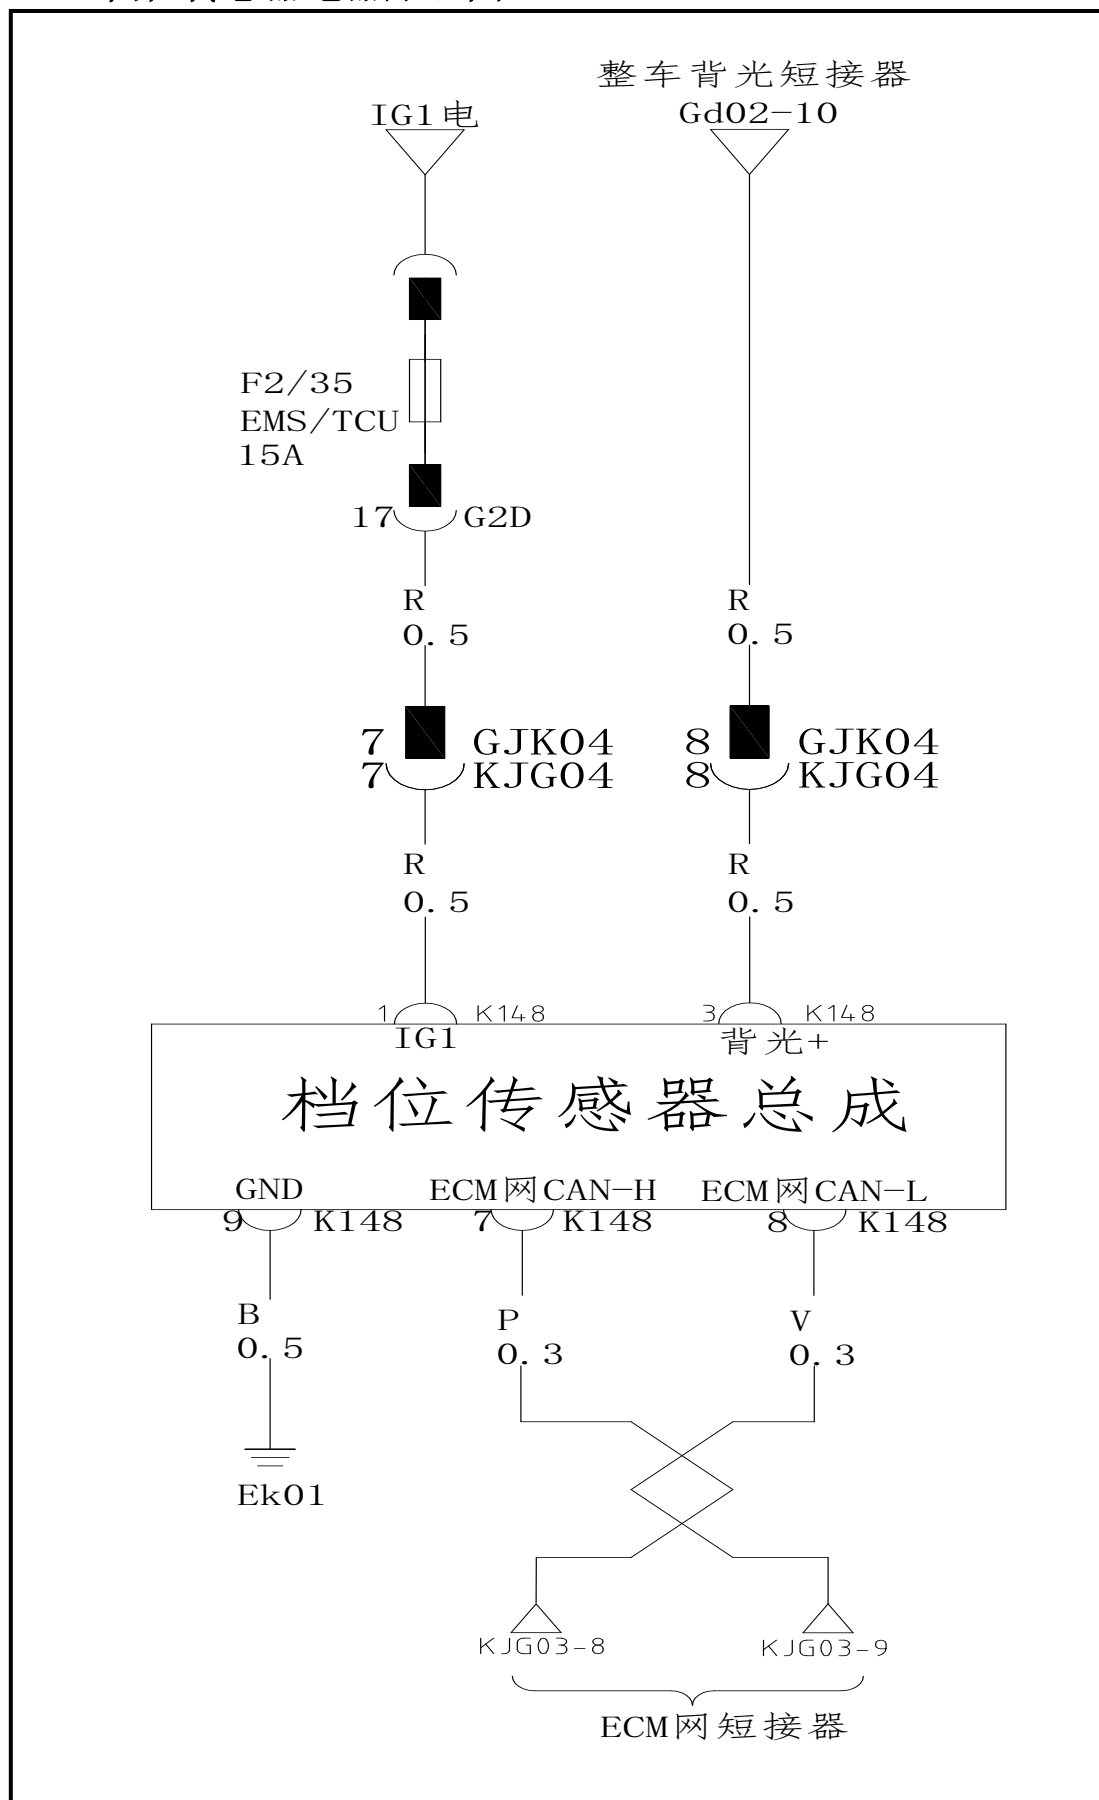 整车背光短接器
IG1电
Gd02-10
F2/35
EMS/TCU
15A
17 G2D
R R
0.5 0.5
7 GJK04 8 GJK04
7 KJG04 8 KJG04
R R
0.5 0.5
1 K148 3 K148
IG1 背光+
档位传感器总成
GND ECM网CAN-H ECM网CAN-L
9 K148 7 K148 8 K148
B P V
0.5 0.3 0.3
Ek01
KJG03-8 KJG03-9
ECM网短接器